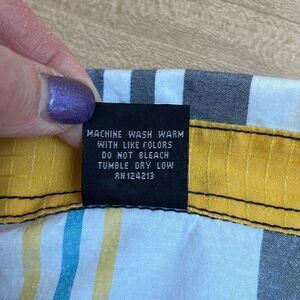 MACHINE WASH WARM
WITH LIKE COLORS
DO NOT BLEACH
TUMBLE DRY LOW
RN124213